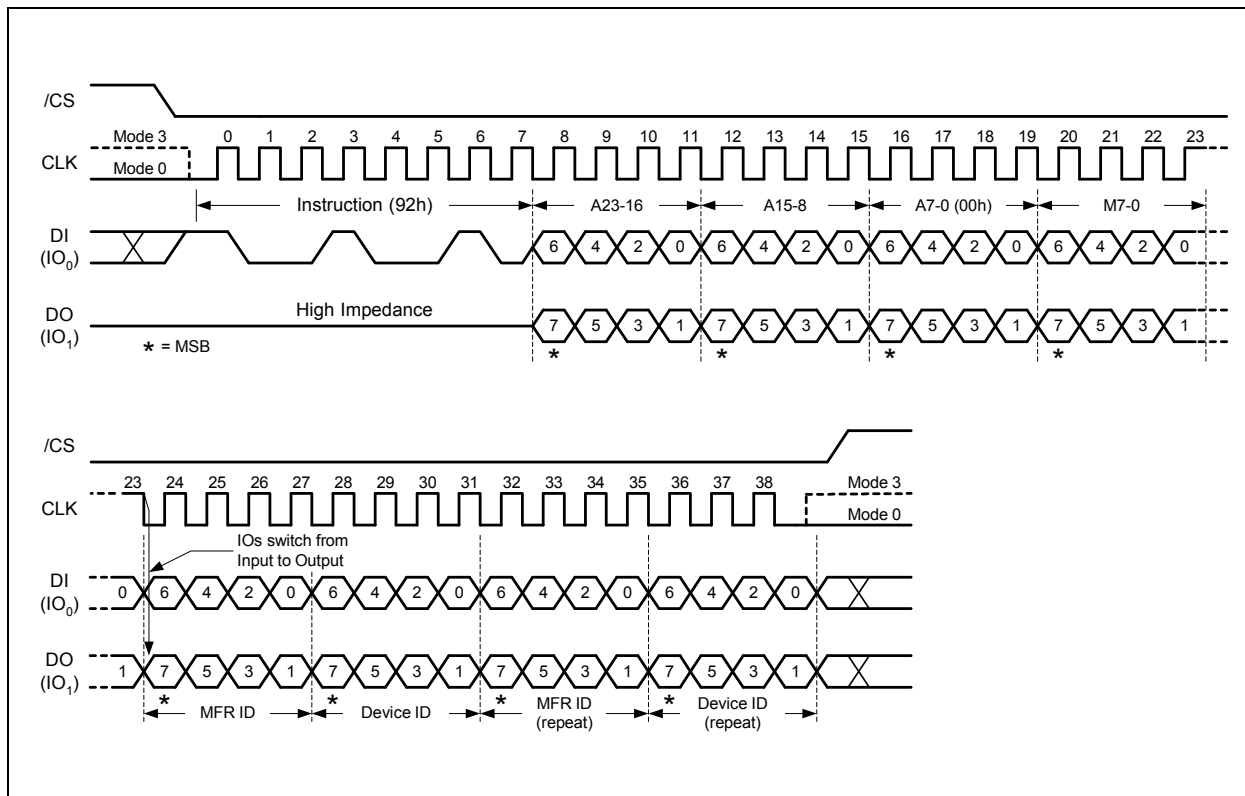 /CS
Mode 3 0 1 2 3 4 5 6 7 8 9 10 11 12 13 14 15 16 17 18 19 20 21 22 23
CLK
Mode 0
Instruction (92h) A23-16 A15-8 A7-0 (00h) M7-0
DI
(IO0)
6 4 2 0 6 4 2 0 6 4 2 0 6 4 2 0
High Impedance
DO
(IO1)
7 5 3 1 7 5 3 1 7 5 3 1 7 5 3 1
* = MSB * * * *
/CS
23 24 25 26 27 28 29 30 31 32 33 34 35 36 37 38 Mode 3
CLK
Mode 0
IOs switch from
Input to Output
DI
(IO0)
0 6 4 2 0 6 4 2 0 6 4 2 0 6 4 2 0
DO
(IO1)
1 7 5 3 1 7 5 3 1 7 5 3 1 7 5 3 1
* * * *
MFR ID Device ID MFR ID
(repeat)
Device ID
(repeat)